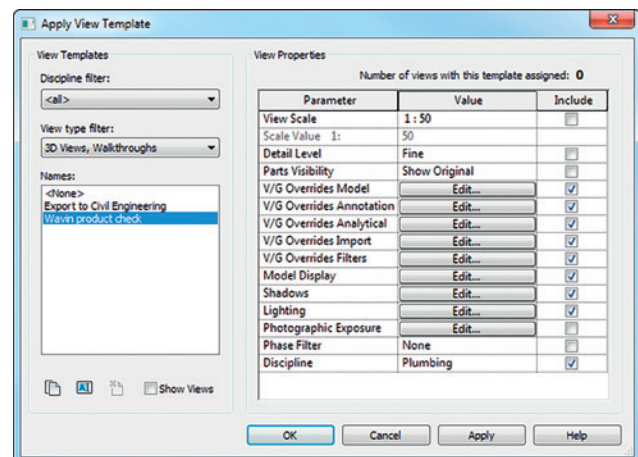 Apply View Template
View Templates
Discipline filter:
<all>
View type filter:
3D Views, Walkthroughs
Names:
<None>
Export to Civil Engineering
Wavin product check
Show Views
View Properties
Number of views with this template assigned: 0
Parameter Value Include
View Scale 1 : 50
Scale Value 1: 50
Detail Level Fine
Parts Visibility Show Original
V/G Overrides Model Edit...
V/G Overrides Annotation Edit...
V/G Overrides Analytical Edit...
V/G Overrides Import Edit...
V/G Overrides Filters Edit...
Model Display Edit...
Shadows Edit...
Lighting Edit...
Photographic Exposure Edit...
Phase Filter None
Discipline Plumbing
OK Cancel Apply Help